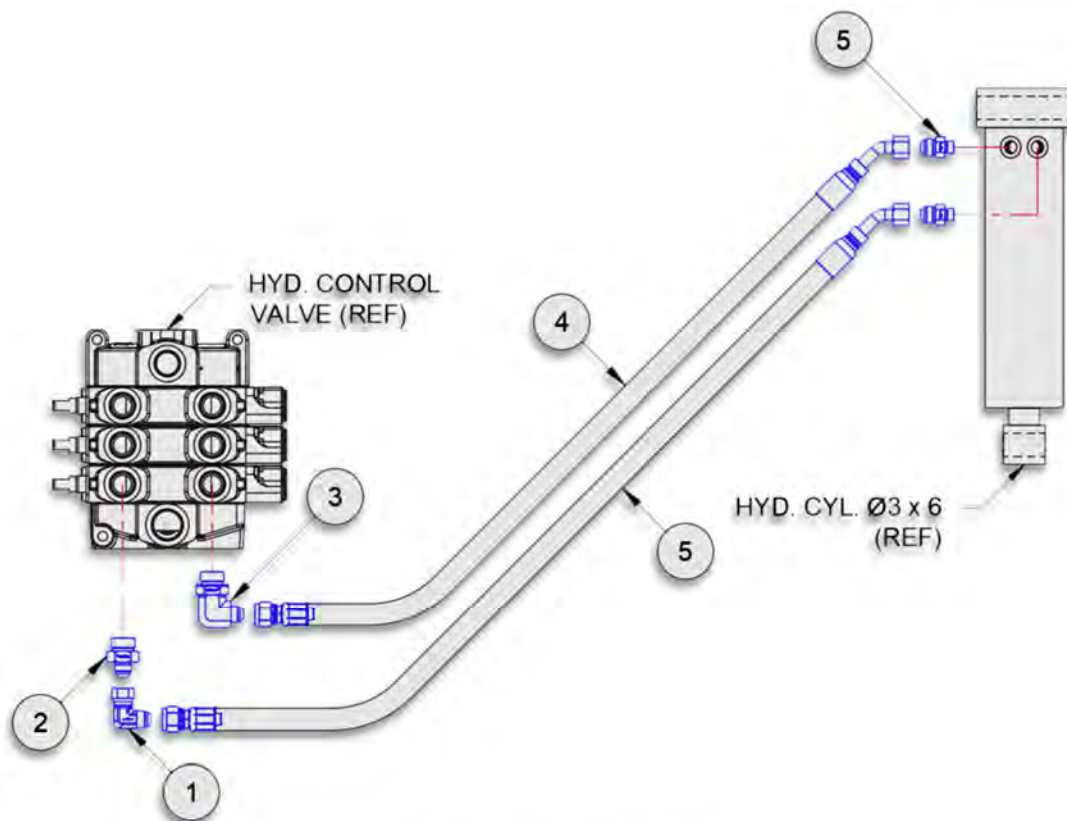 5
HYD. CONTROL
VALVE (REF)
4
3
HYD. CYL. Ø3 x 6
(REF)
5
2
1